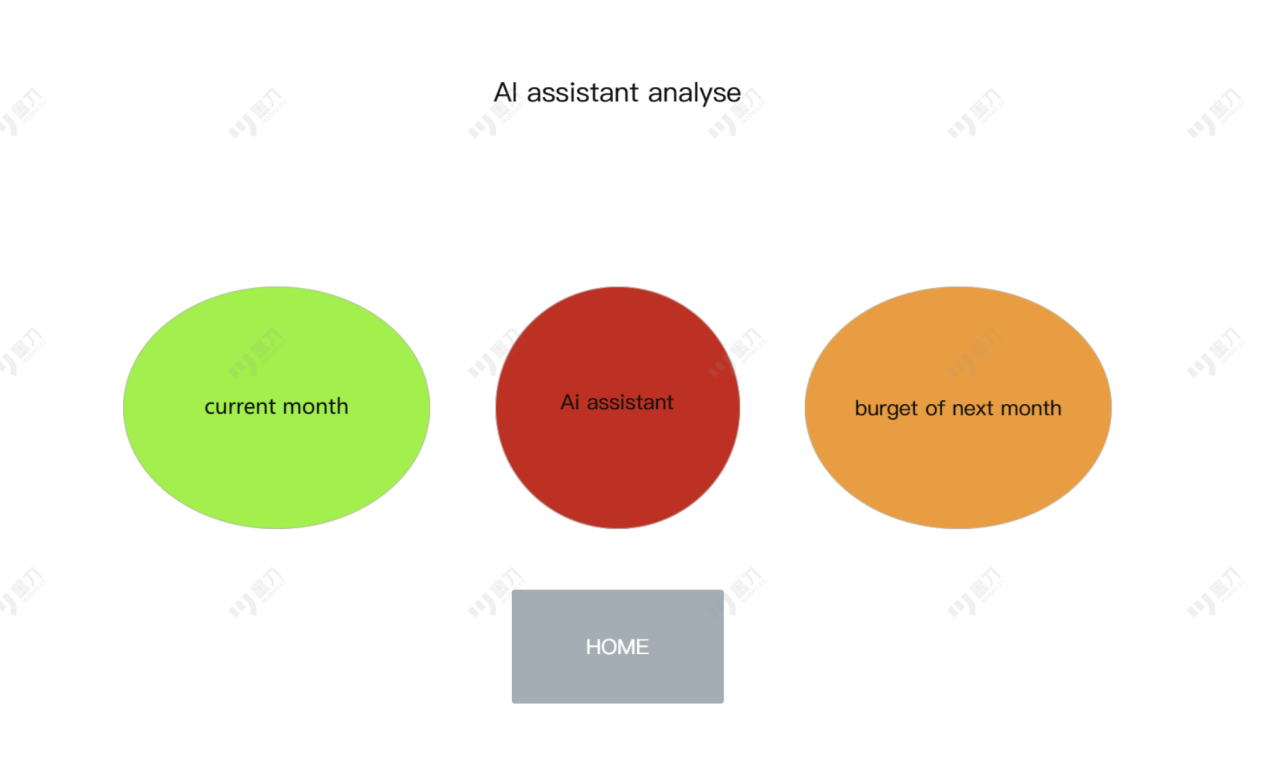 AI assistant analyse
current month
Ai assistant
burget of next month
HOME